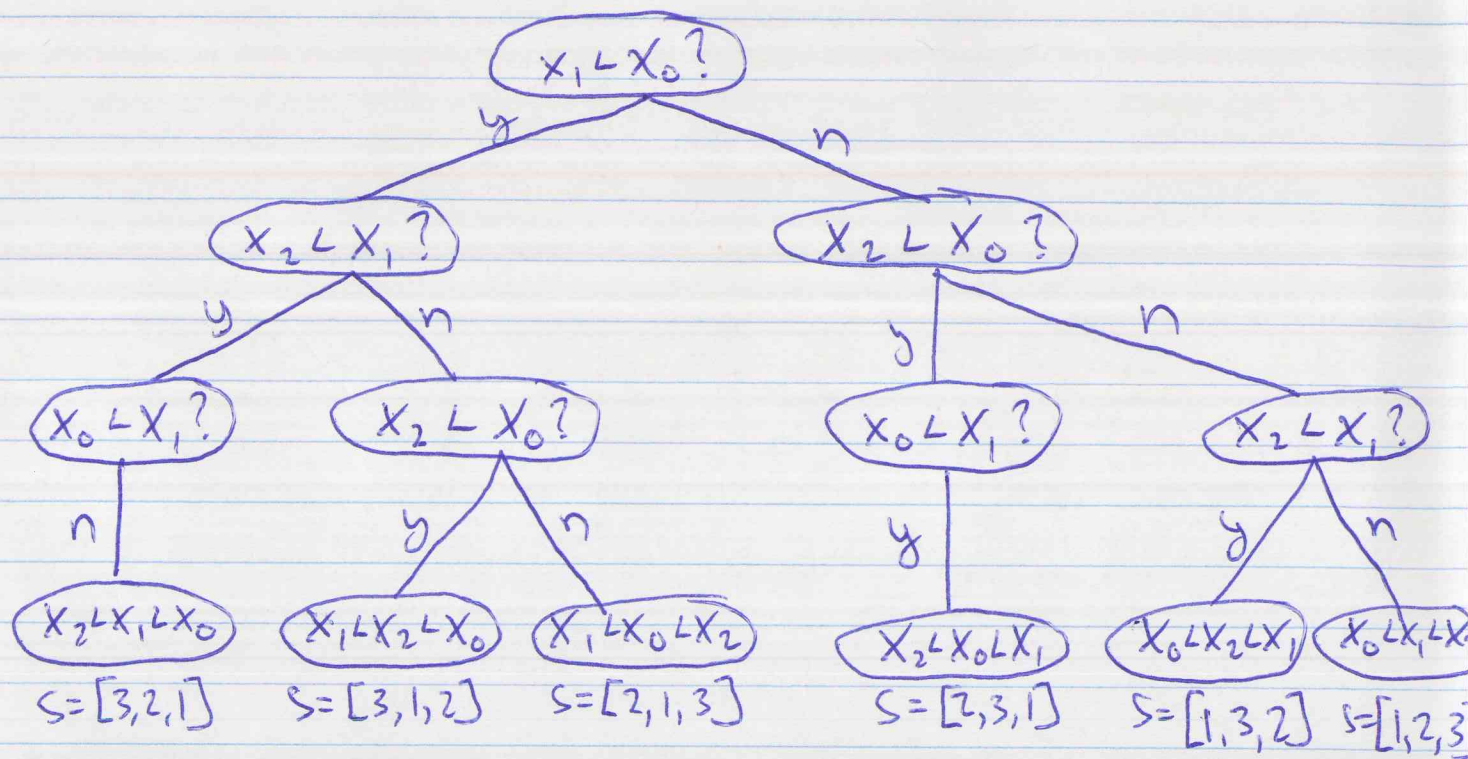 x₁ < x₀ ?
y n
x₂ < x₁ ? x₂ < x₀ ?
y n y n
x₀ < x₁ ? x₂ < x₀ ? x₀ < x₁ ? x₂ < x₁ ?
n y n y y n
x₂<x₁<x₀ x₁<x₂<x₀ x₁<x₀<x₂ x₂<x₀<x₁ x₀<x₂<x₁ x₀<x₁<x
S=[3,2,1] S=[3,1,2] S=[2,1,3] S=[2,3,1] S=[1,3,2] S=[1,2,3